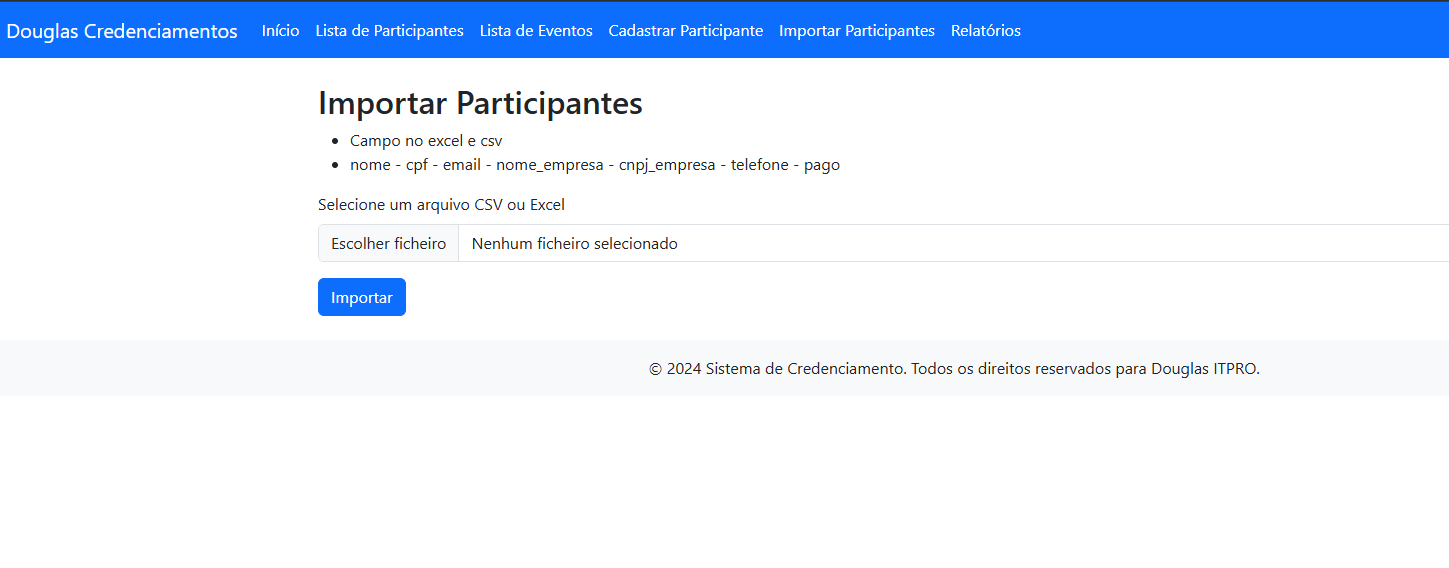 Douglas Credenciamentos Início Lista de Participantes Lista de Eventos Cadastrar Participante Importar Participantes Relatórios
Importar Participantes
Campo no excel e csv
nome - cpf - email - nome_empresa - cnpj_empresa - telefone - pago
Selecione um arquivo CSV ou Excel
Escolher ficheiro Nenhum ficheiro selecionado
Importar
© 2024 Sistema de Credenciamento. Todos os direitos reservados para Douglas ITPRO.